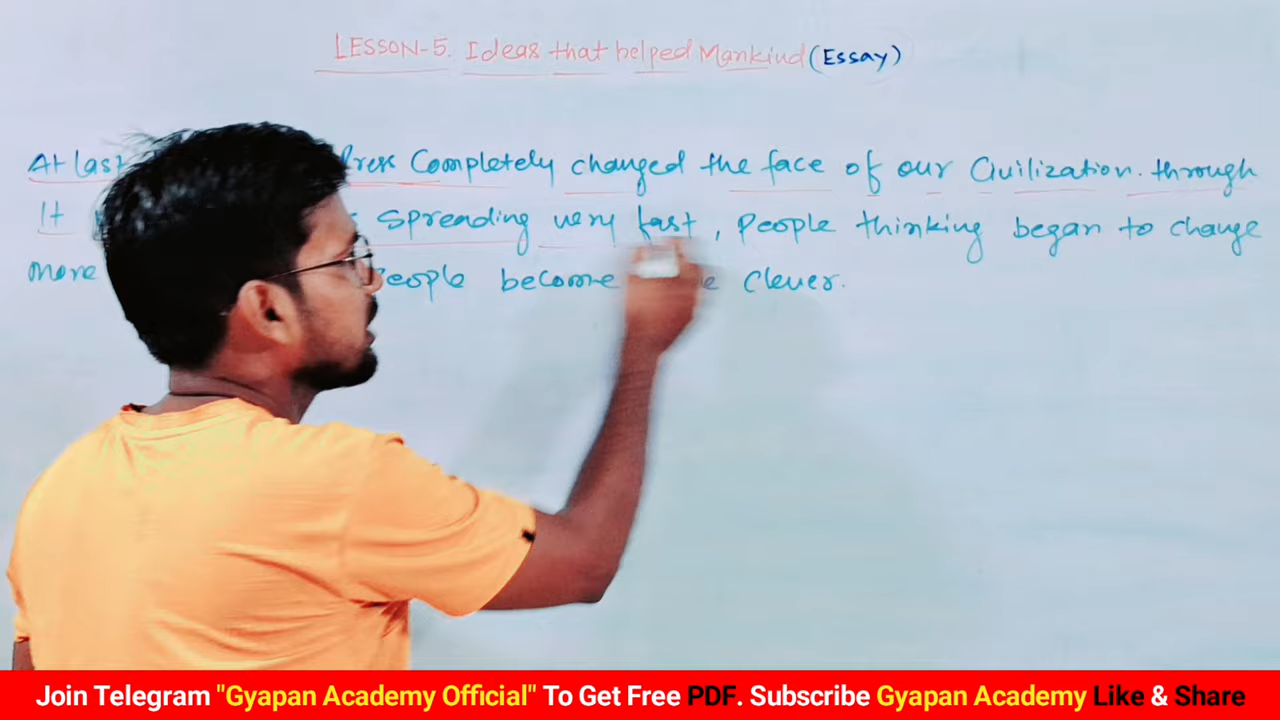 LESSON-5. Ideas that helped Mankind (Essay)
At last Press Completely changed the face of our Civilization. through
It spreading very fast, People thinking began to change
more People become Clever.
Join Telegram "Gyapan Academy Official" To Get Free PDF. Subscribe Gyapan Academy Like & Share